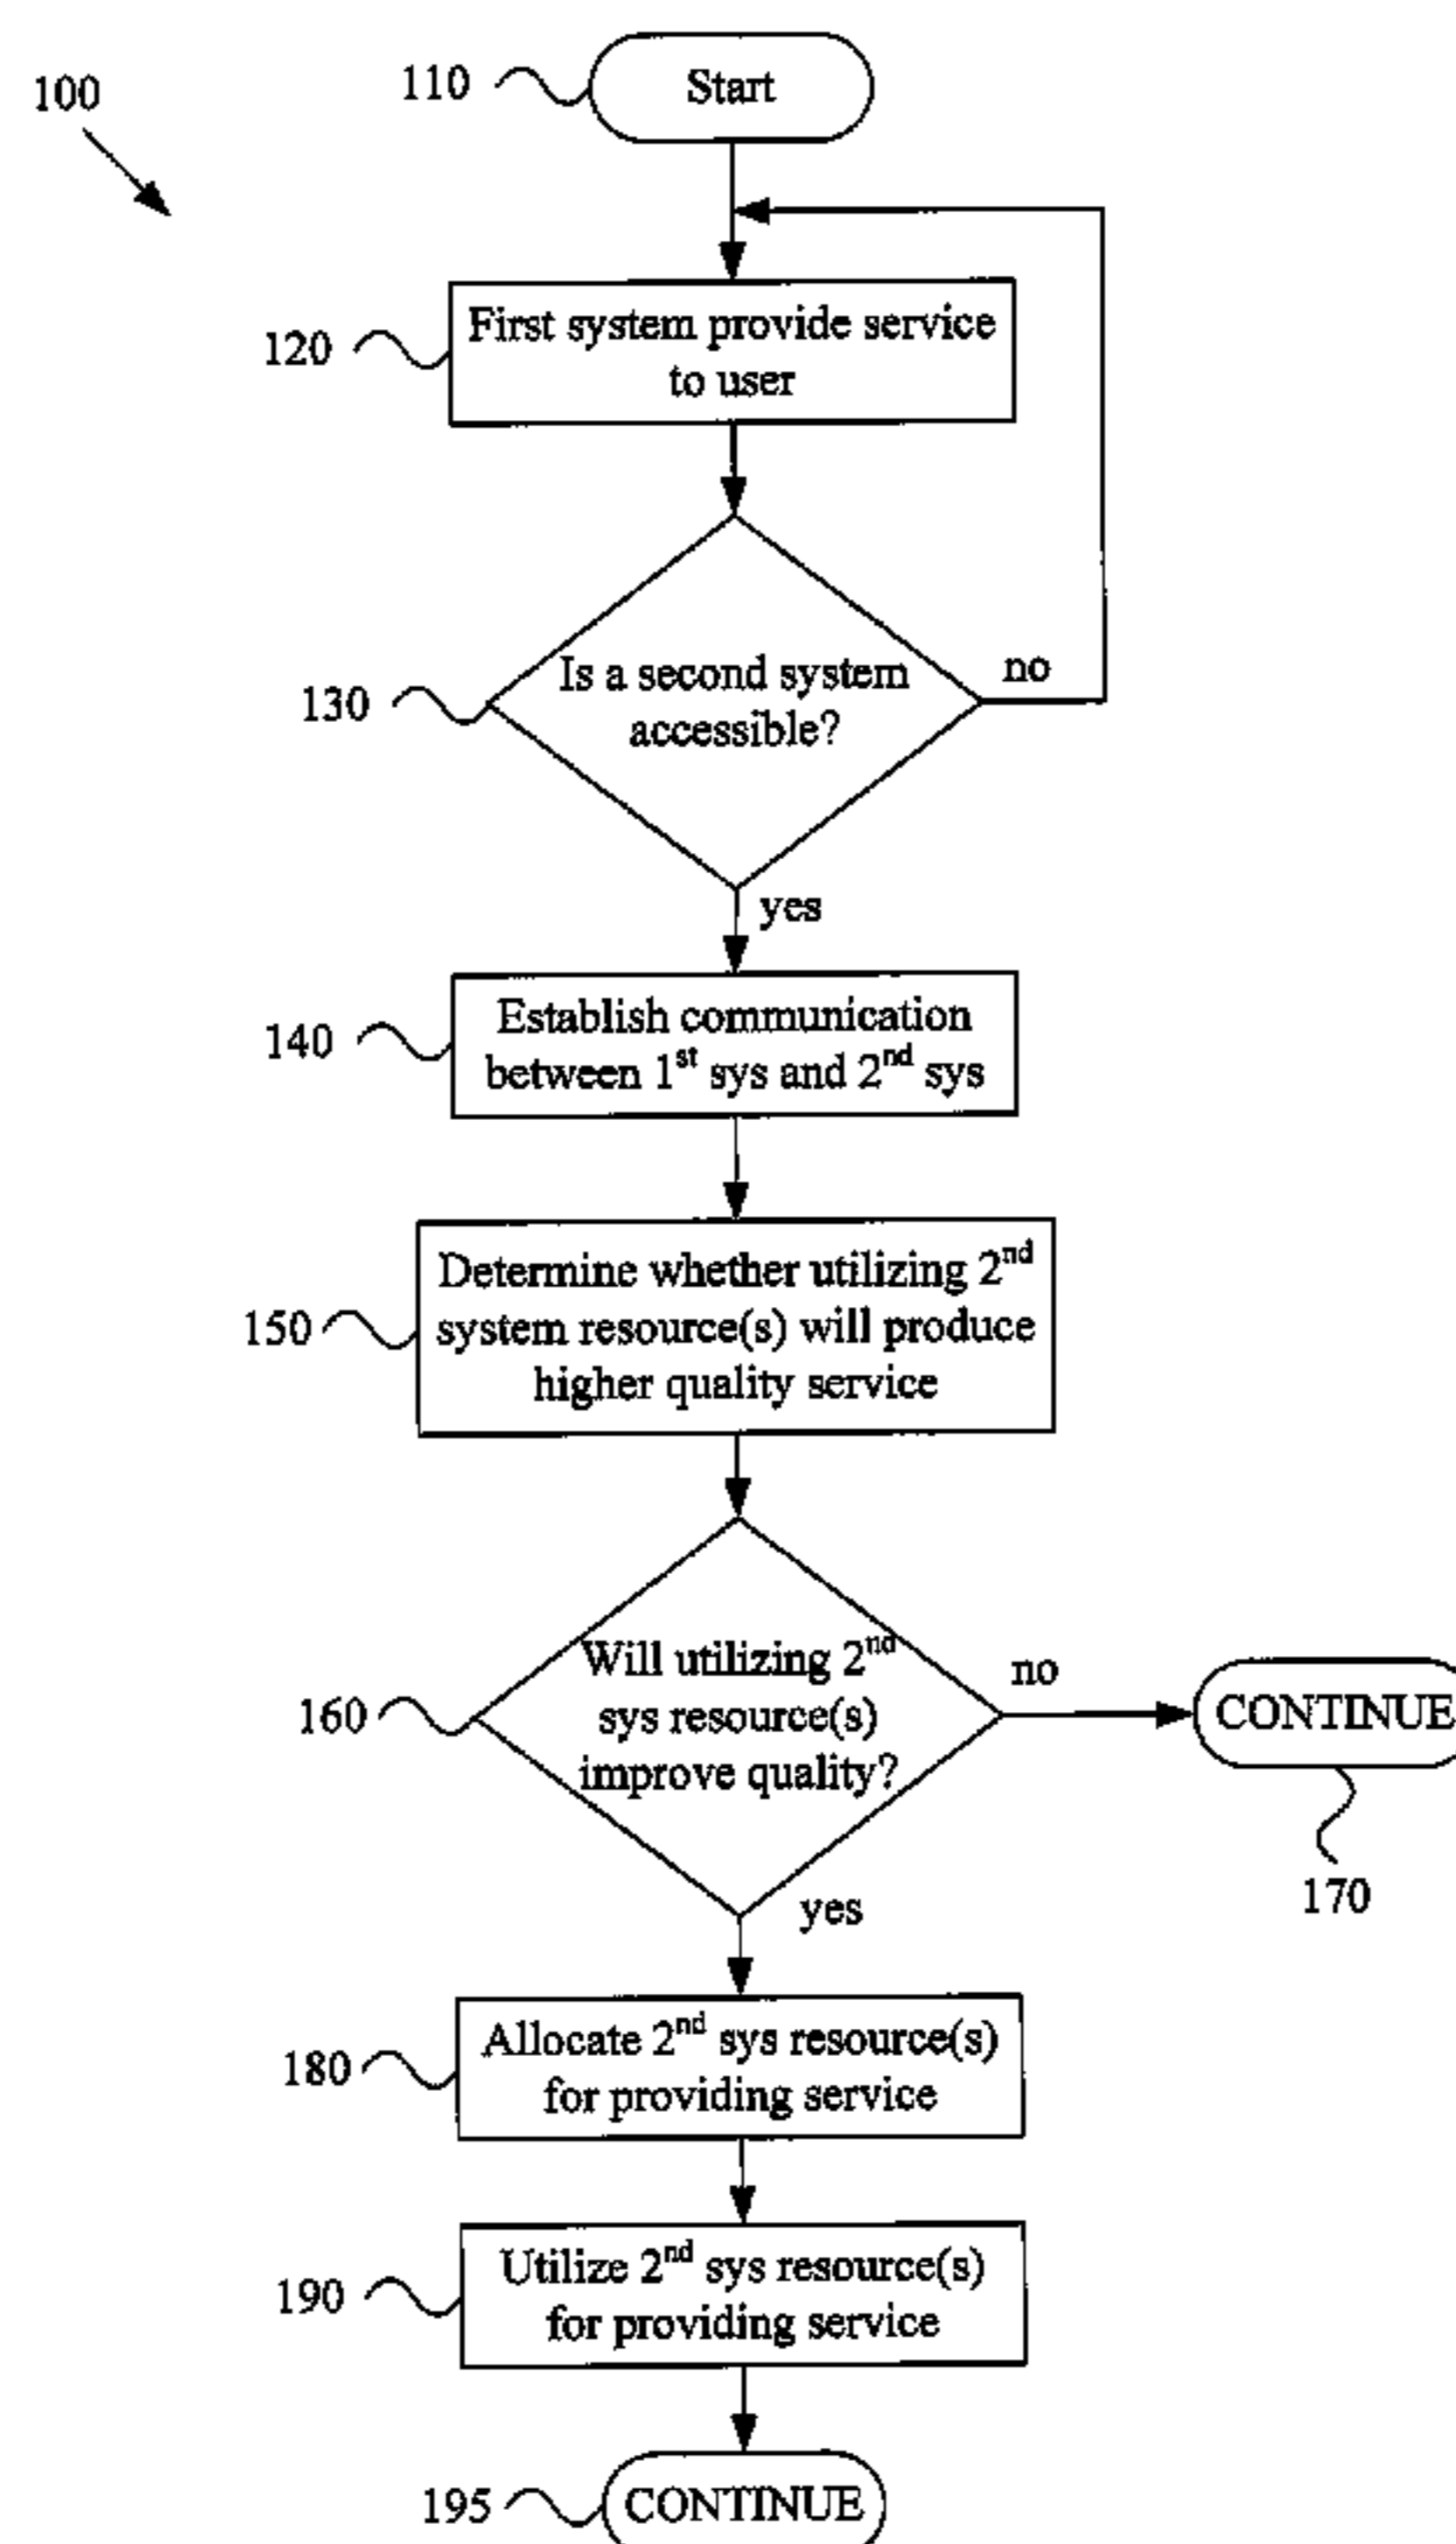 100
110
Start
120
First system provide service
to user
130
Is a second system
accessible?
no
yes
140
Establish communication
between 1st sys and 2nd sys
150
Determine whether utilizing 2nd
system resource(s) will produce
higher quality service
160
Will utilizing 2nd
sys resource(s)
improve quality?
no
CONTINUE
170
yes
180
Allocate 2nd sys resource(s)
for providing service
190
Utilize 2nd sys resource(s)
for providing service
195
CONTINUE